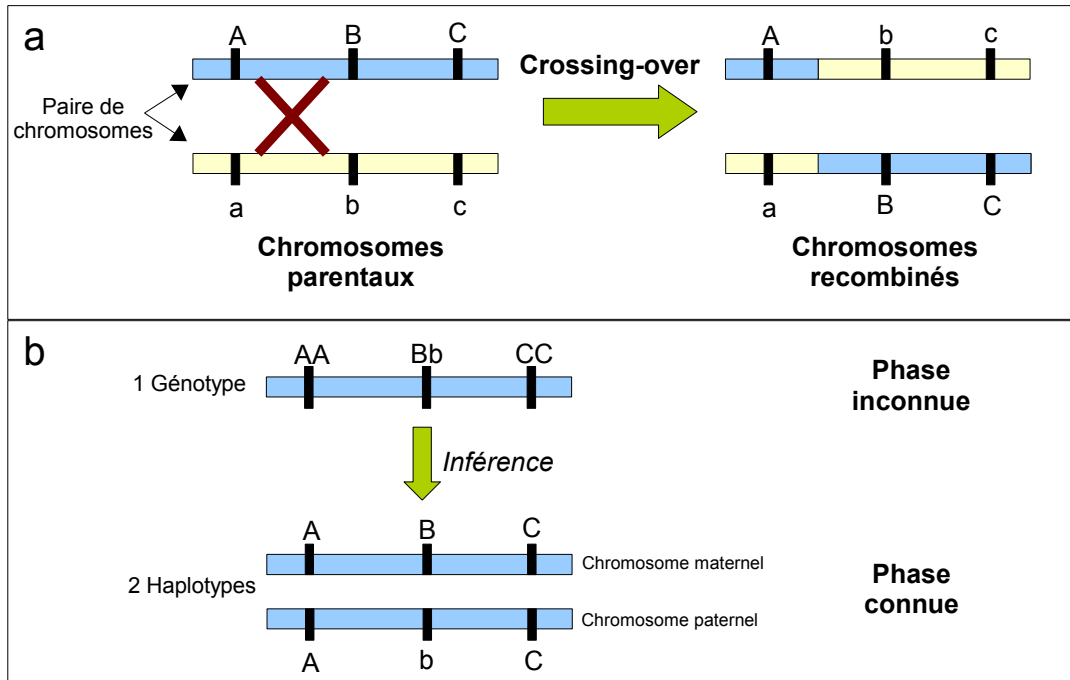 a
A B C
A b c
Crossing-over
Paire de
chromosomes
a b c
a B C
Chromosomes
parentaux
Chromosomes
recombinés
b
AA Bb CC
1 Génotype
Phase
inconnue
Inférence
A B C
Chromosome maternel
2 Haplotypes
Phase
connue
Chromosome paternel
A b C